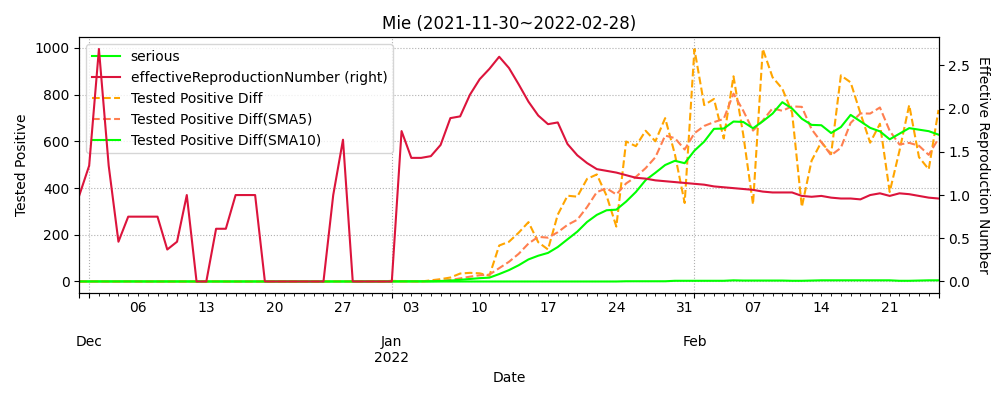 Mie (2021-11-30~2022-02-28)
serious
effectiveReproductionNumber (right)
Tested Positive Diff
Tested Positive Diff(SMA5)
Tested Positive Diff(SMA10)
Tested Positive
1000
800
600
400
200
0
Effective Reproduction Number
2.5
2.0
1.5
1.0
0.5
0.0
06 13 20 27 03 10 17 24 31 07 14 21
Dec Jan Feb
2022
Date